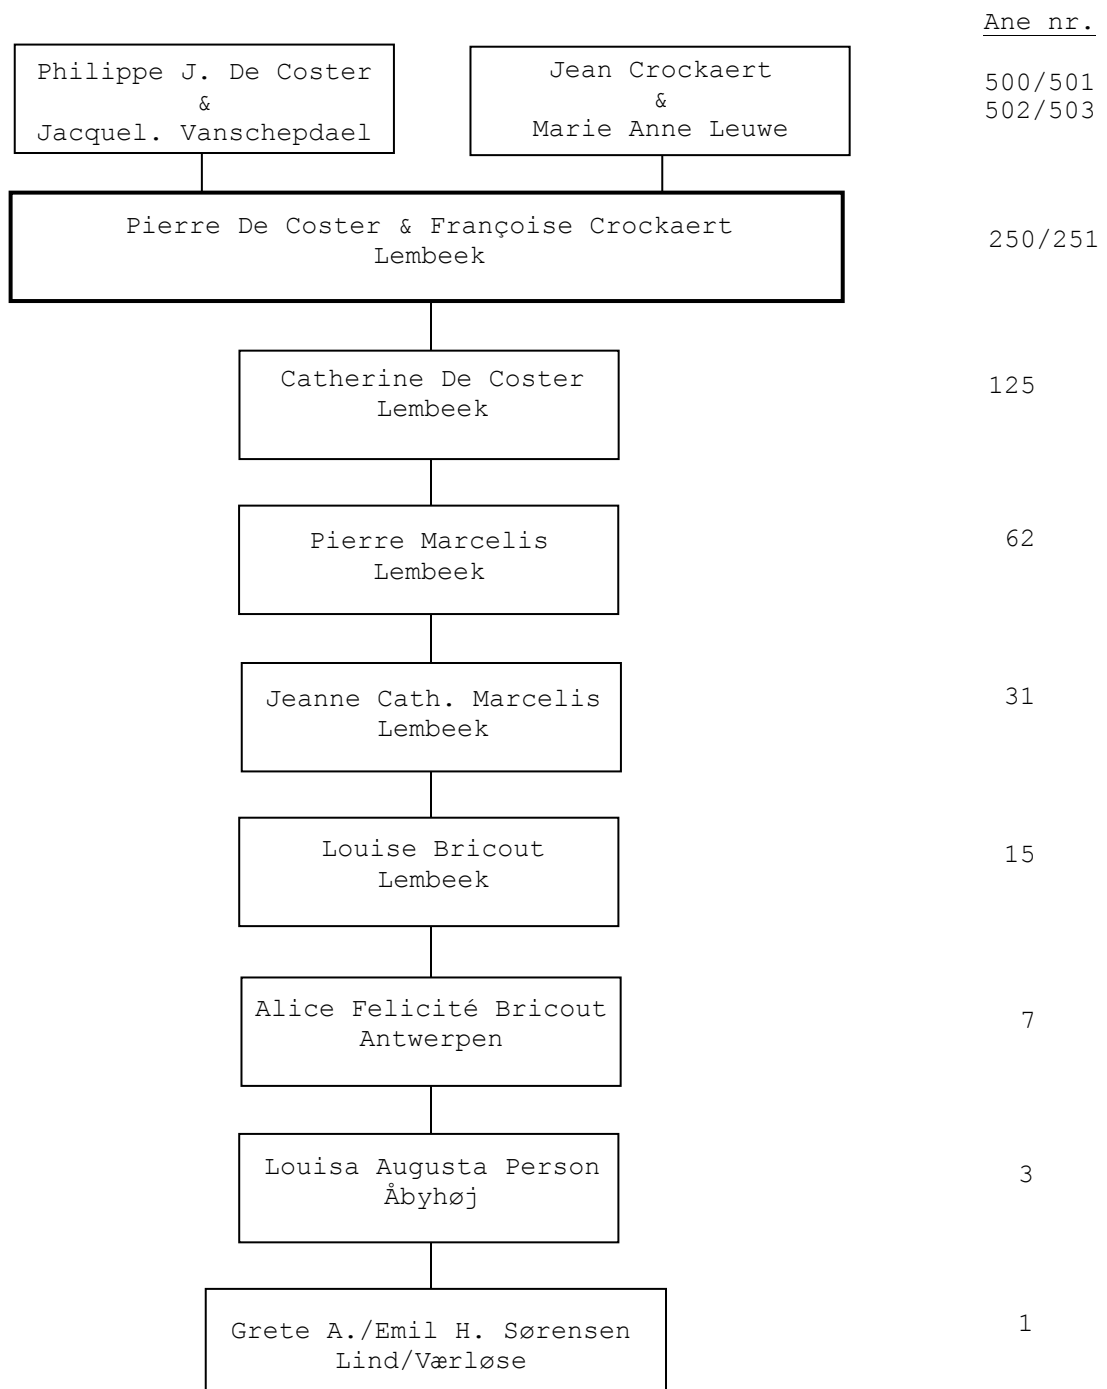 Ane nr.
Philippe J. De Coster
&
Jacquel. Vanschepdael
Jean Crockaert
&
Marie Anne Leuwe
500/501
502/503
Pierre De Coster & Françoise Crockaert
Lembeek
250/251
Catherine De Coster
Lembeek
125
Pierre Marcelis
Lembeek
62
Jeanne Cath. Marcelis
Lembeek
31
Louise Bricout
Lembeek
15
Alice Felicité Bricout
Antwerpen
7
Louisa Augusta Person
Åbyhøj
3
Grete A./Emil H. Sørensen
Lind/Værløse
1